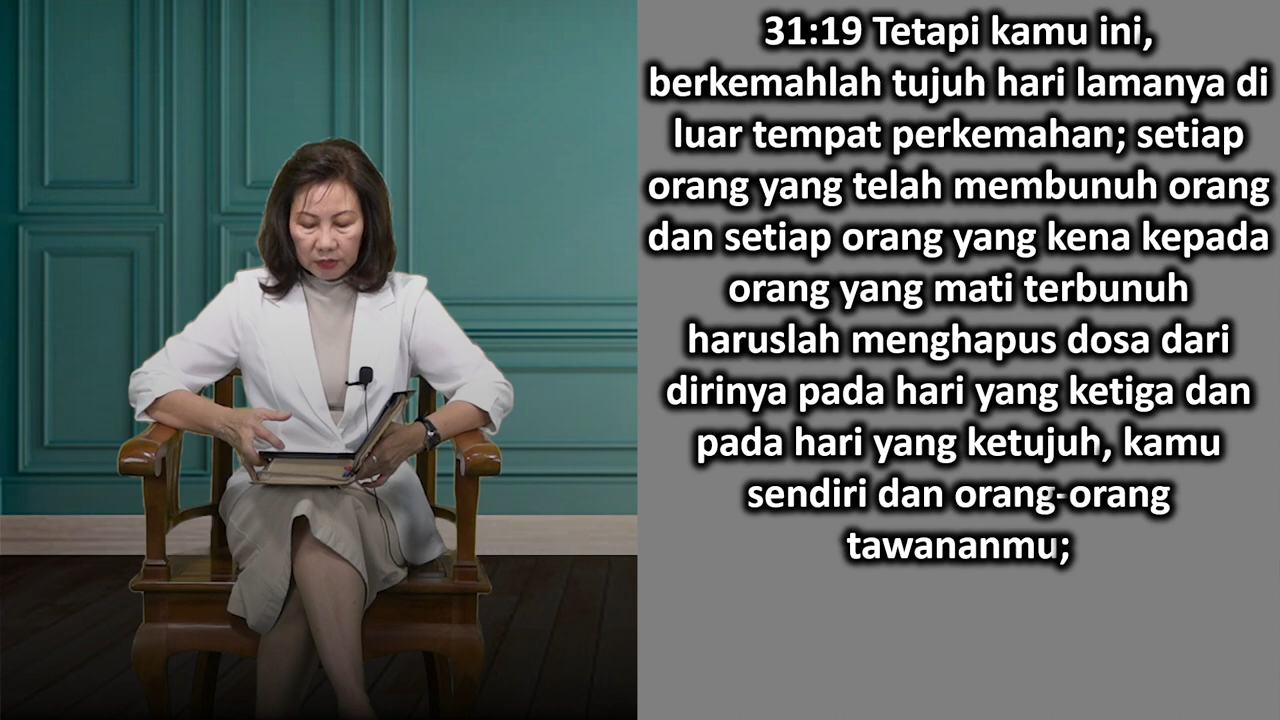 31:19 Tetapi kamu ini,
berkemahlah tujuh hari lamanya di
luar tempat perkemahan; setiap
orang yang telah membunuh orang
dan setiap orang yang kena kepada
orang yang mati terbunuh
haruslah menghapus dosa dari
dirinya pada hari yang ketiga dan
pada hari yang ketujuh, kamu
sendiri dan orang-orang
tawananmu;